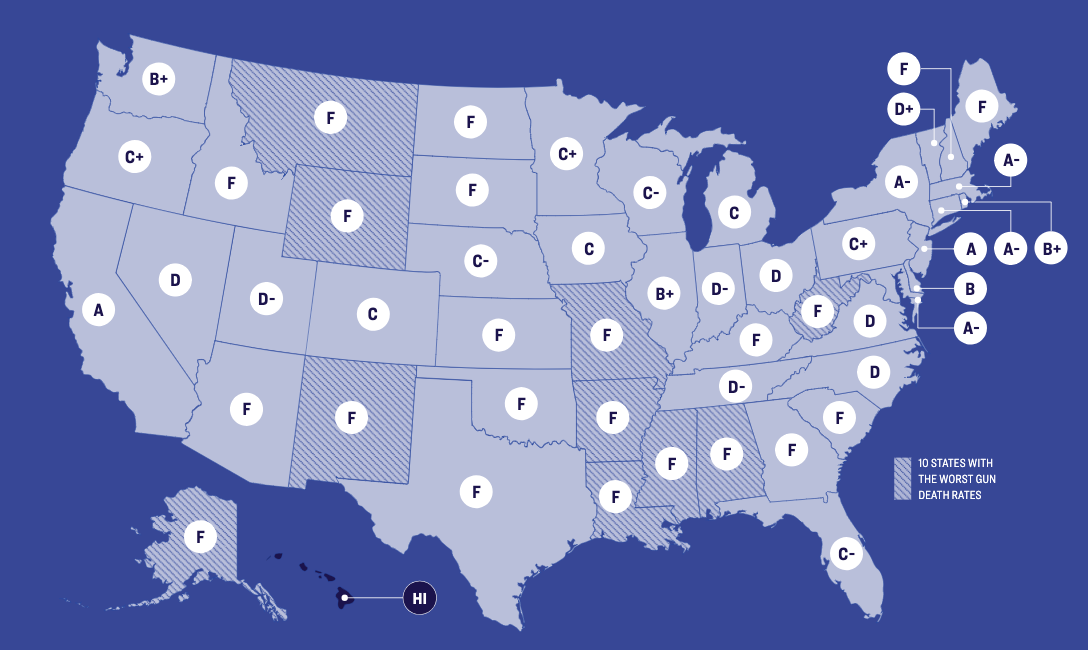 F
B+
D+
F
F
F
C+
C+
A-
F
F
A-
F
C-
C
F
C+
C
C-
A
A-
B+
D
D
D-
B
D-
B+
A
C
F
D
A-
F
F
F
D
D-
F
F
F
F
F
F
F
F
F
10 STATES WITH
THE WORST GUN
DEATH RATES
F
F
F
C-
HI